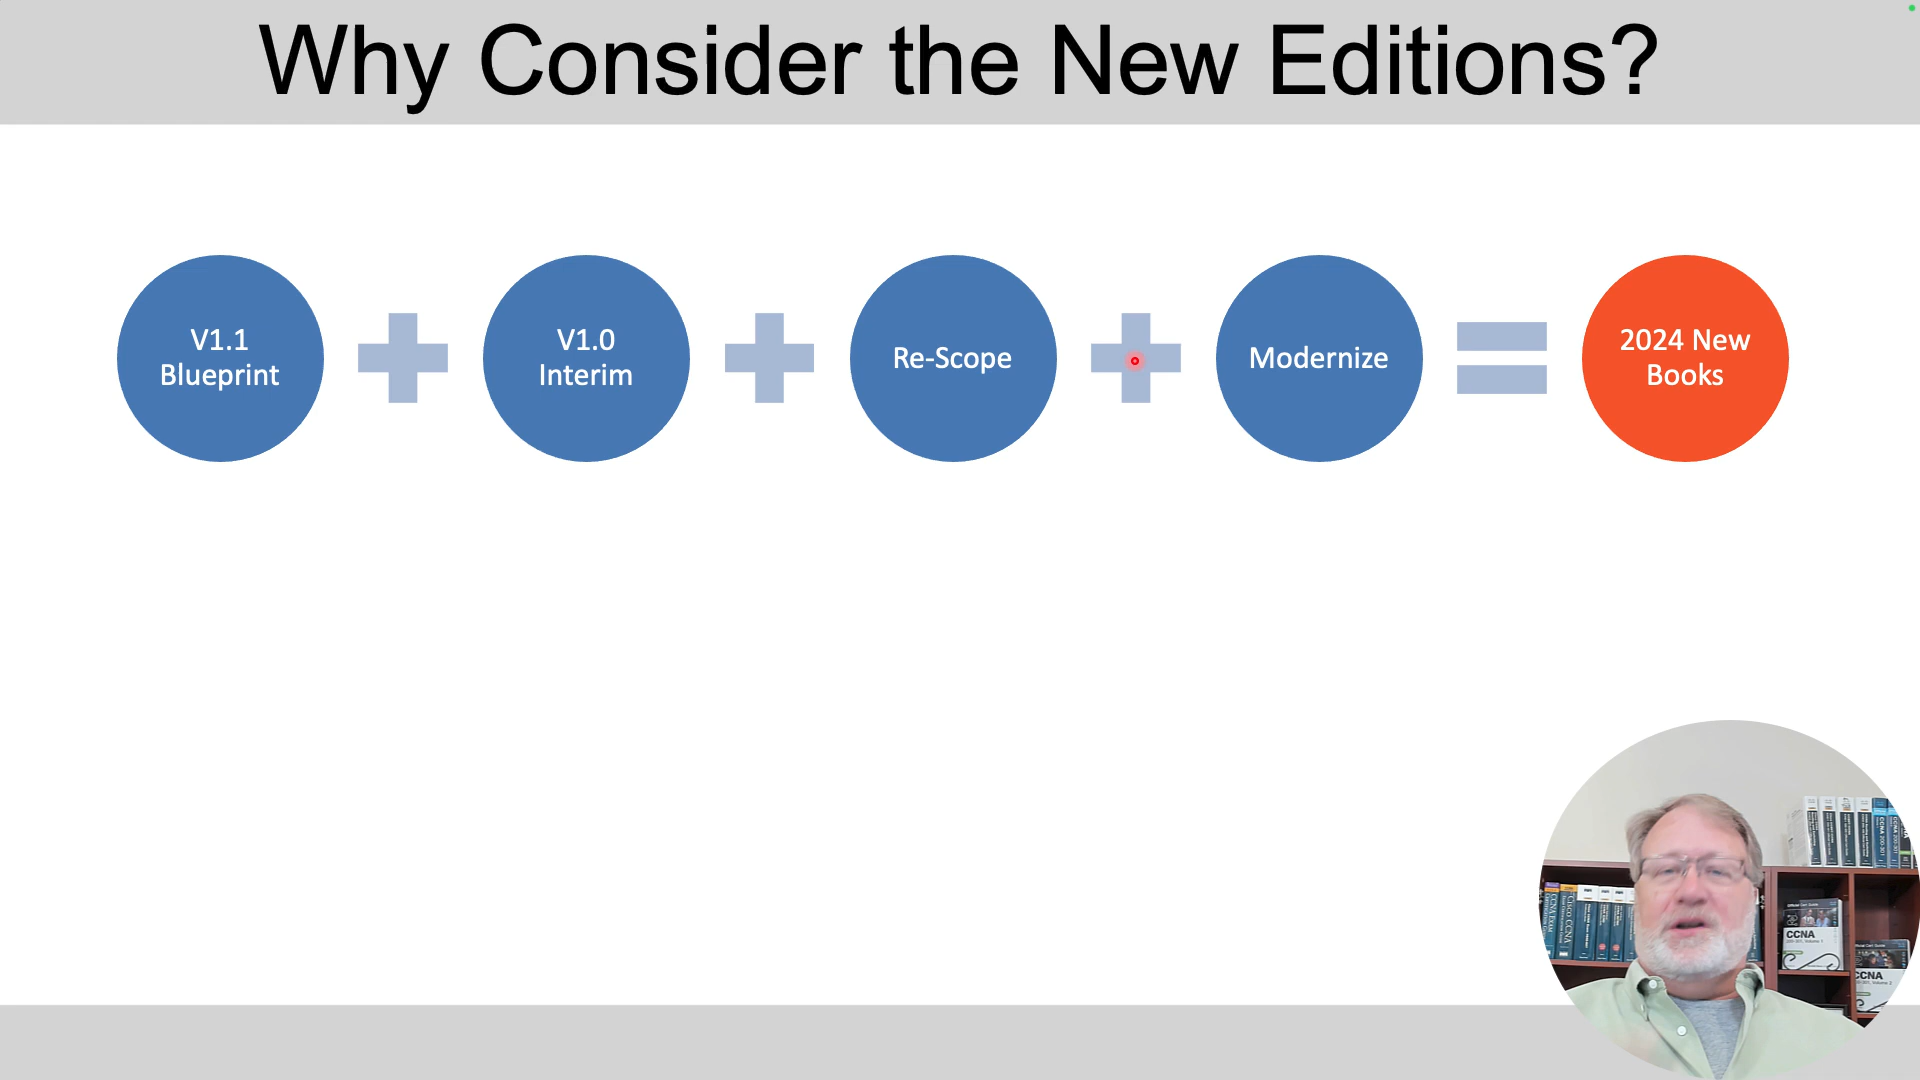 Why Consider the New Editions?
V1.1
Blueprint
V1.0
Interim
Re-Scope
Modernize
2024 New
Books
CCNA
CCNA